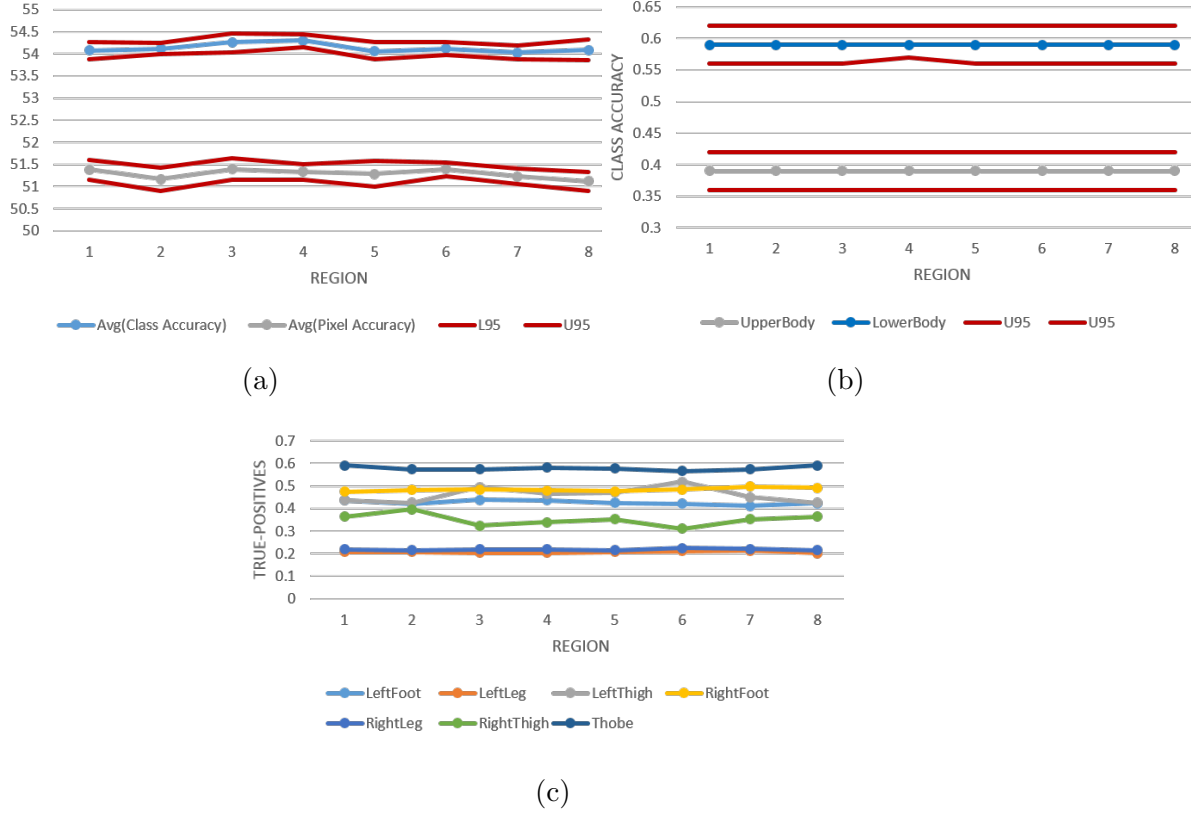 55
54.5
54
53.5
53
52.5
52
51.5
51
50.5
50
1 2 3 4 5 6 7 8
REGION
Avg(Class Accuracy) Avg(Pixel Accuracy) L95 U95
(a)
CLASS ACCURACY
0.65
0.6
0.55
0.5
0.45
0.4
0.35
0.3
1 2 3 4 5 6 7 8
REGION
UpperBody LowerBody U95 U95
(b)
TRUE-POSITIVES
0.7
0.6
0.5
0.4
0.3
0.2
0.1
0
1 2 3 4 5 6 7 8
REGION
LeftFoot LeftLeg LeftThigh RightFoot
RightLeg RightThigh Thobe
(c)